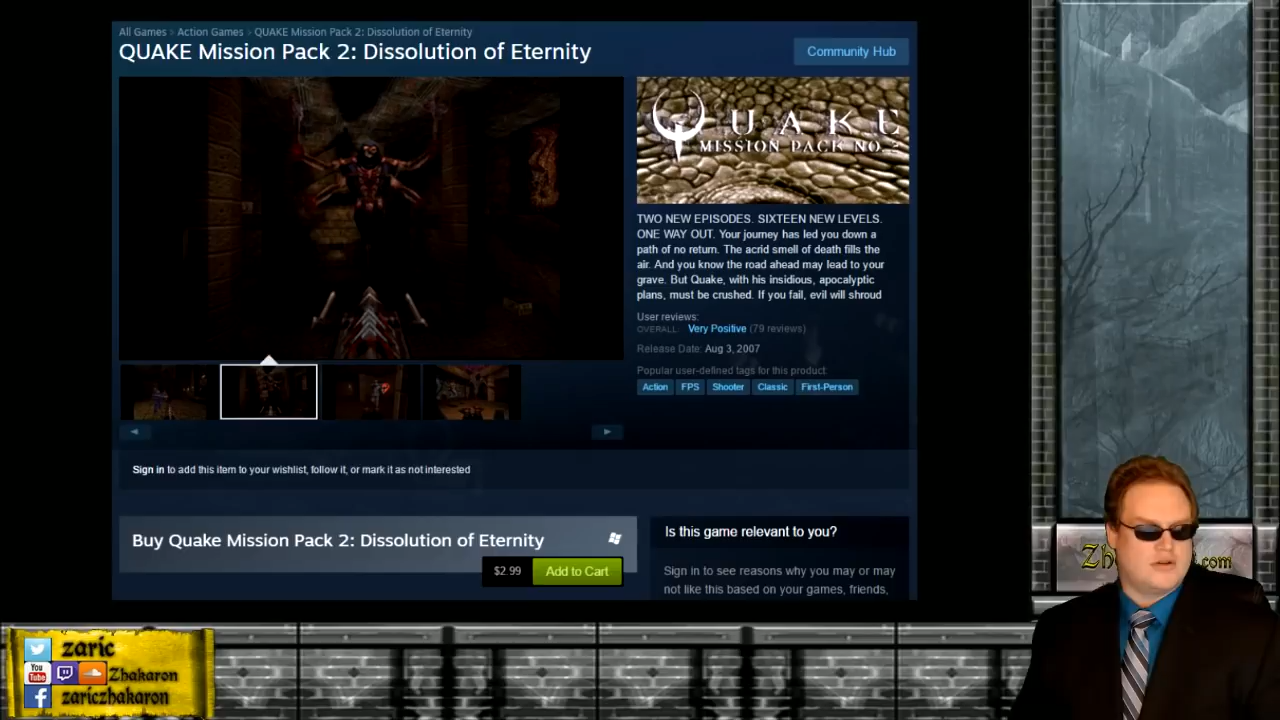 All Games > Action Games > QUAKE Mission Pack 2: Dissolution of Eternity
QUAKE Mission Pack 2: Dissolution of Eternity
Community Hub
QUAKE
MISSION PACK NO. 2
TWO NEW EPISODES. SIXTEEN NEW LEVELS.
ONE WAY OUT. Your journey has led you down a
path of no return. The acrid smell of death fills the
air. And you know the road ahead may lead to your
grave. But Quake, with his insidious, apocalyptic
plans, must be crushed. If you fail, evil will shroud
User reviews:
OVERALL: Very Positive (79 reviews)
Release Date: Aug 3, 2007
Popular user-defined tags for this product:
Action FPS Shooter Classic First-Person
Sign in to add this item to your wishlist, follow it, or mark it as not interested
Buy Quake Mission Pack 2: Dissolution of Eternity
$2.99 Add to Cart
Is this game relevant to you?
Sign in to see reasons why you may or may
not like this based on your games, friends,
.com
zaric
You Tube
Zhakaron
zariczhakaron